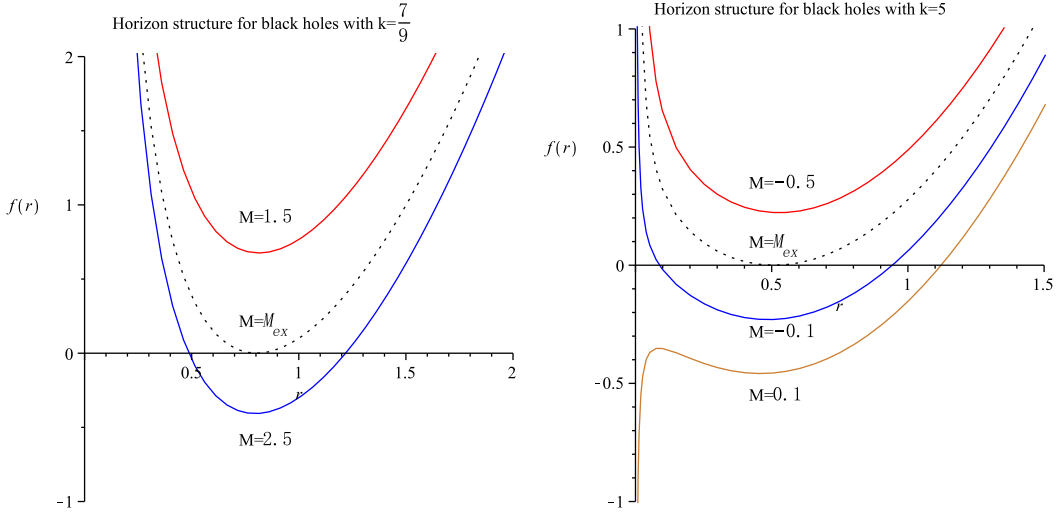 Horizon structure for black holes with k=7/9
2
1
0
-1
f(r)
M=1.5
M=M_ex
M=2.5
0.5
1
1.5
2
r
Horizon structure for black holes with k=5
1
0.5
0
-0.5
-1
f(r)
M=-0.5
M=M_ex
M=-0.1
M=0.1
0.5
1
1.5
r